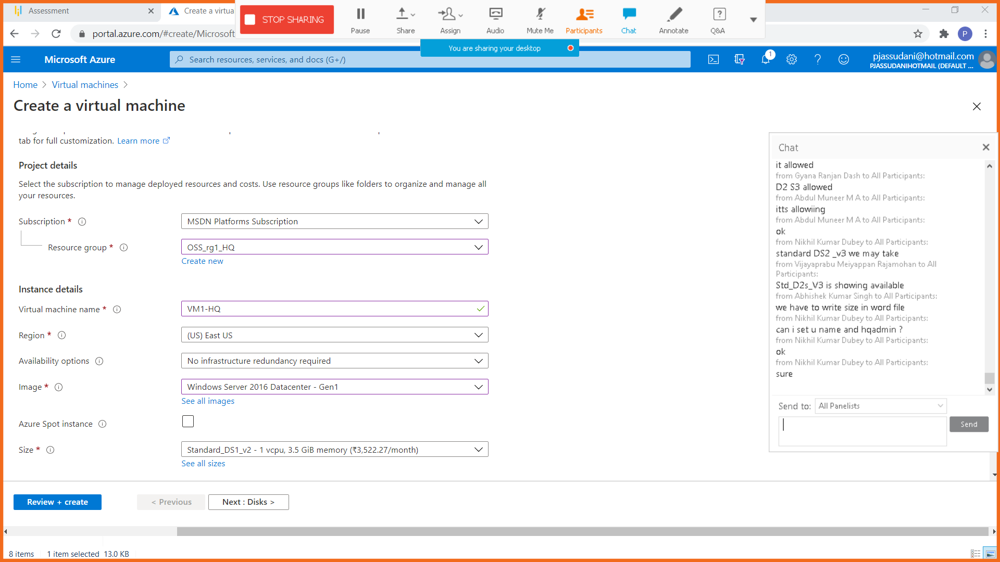 Assessment
Create a virtua
STOP SHARING
Pause
Share
Assign
Audio
Mute Me
Participants
Chat
Annotate
Q&A
portal.azure.com/#create/Microsoft
P
You are sharing your desktop
Microsoft Azure
Search resources, services, and docs (G+/)
1
pjassudani@hotmail.com
PJASSUDANIHOTMAIL (DEFAULT ...
Home > Virtual machines >
Create a virtual machine
tab for full customization. Learn more
Project details
Select the subscription to manage deployed resources and costs. Use resource groups like folders to organize and manage all
your resources.
Subscription * MSDN Platforms Subscription
Resource group * OSS_rg1_HQ
Create new
Instance details
Virtual machine name * VM1-HQ
Region * (US) East US
Availability options No infrastructure redundancy required
Image * Windows Server 2016 Datacenter - Gen1
See all images
Azure Spot instance
Size * Standard_DS1_v2 - 1 vcpu, 3.5 GiB memory (₹3,522.27/month)
See all sizes
Review + create
< Previous
Next : Disks >
Chat
it allowed
from Gyana Ranjan Dash to All Participants:
D2 S3 allowed
from Abdul Muneer M A to All Participants:
itts allowiing
from Abdul Muneer M A to All Participants:
ok
from Nikhil Kumar Dubey to All Participants:
standard DS2 _v3 we may take
from Vijayaprabu Meiyappan Rajamohan to All
Participants:
Std_D2s_V3 is showing available
from Abhishek Kumar Singh to All Participants:
we have to write size in word file
from Nikhil Kumar Dubey to All Participants:
can i set u name and hqadmin ?
from Nikhil Kumar Dubey to All Participants:
ok
from Nikhil Kumar Dubey to All Participants:
sure
Send to: All Panelists
Send
8 items 1 item selected 13.0 KB